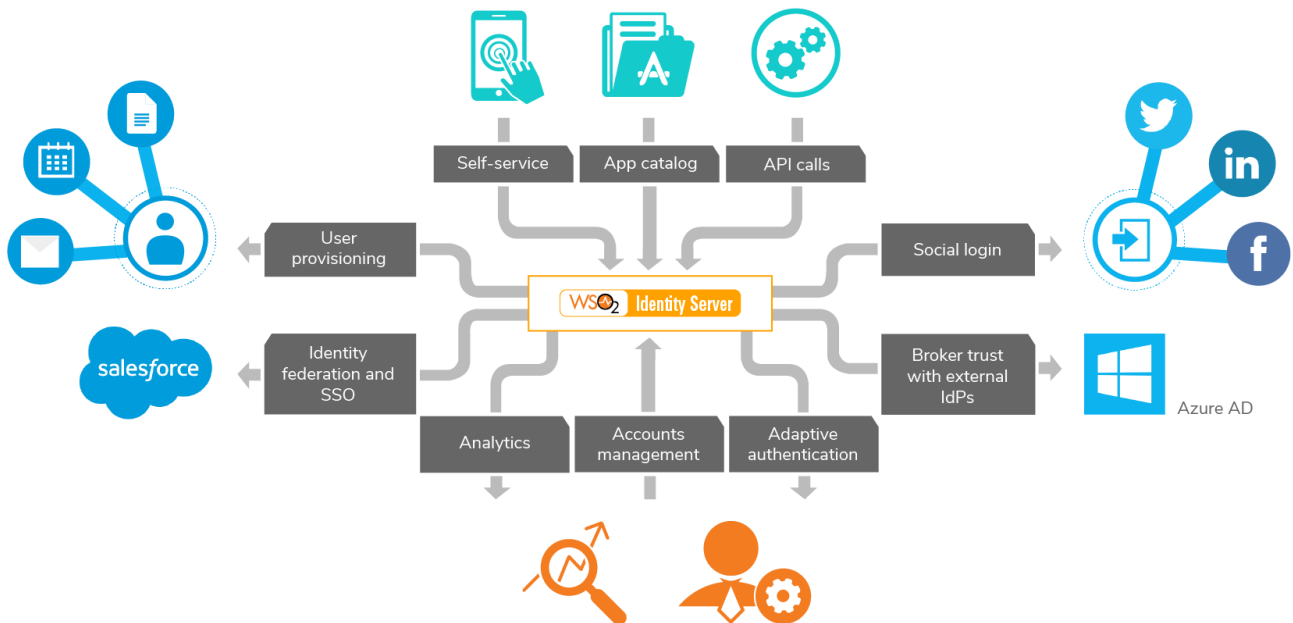 Self-service
App catalog
API calls
User
provisioning
Social login
WSO2 Identity Server
salesforce
Identity
federation and
SSO
Broker trust
with external
IdPs
Azure AD
in
f
Analytics
Accounts
management
Adaptive
authentication